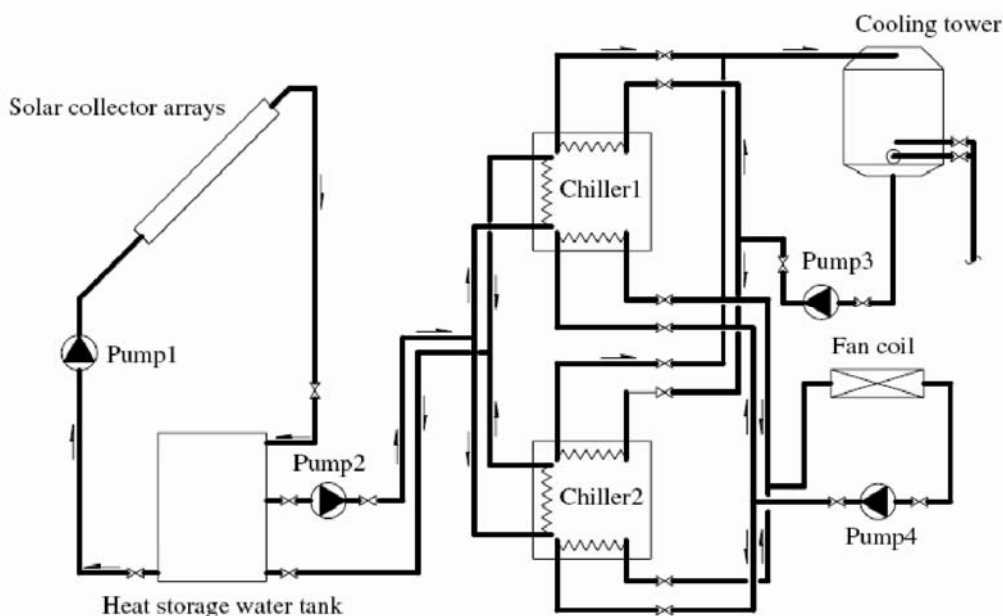 Cooling tower
Solar collector arrays
Chiller1
Pump3
Pump1
Fan coil
Pump2
Chiller2
Pump4
Heat storage water tank